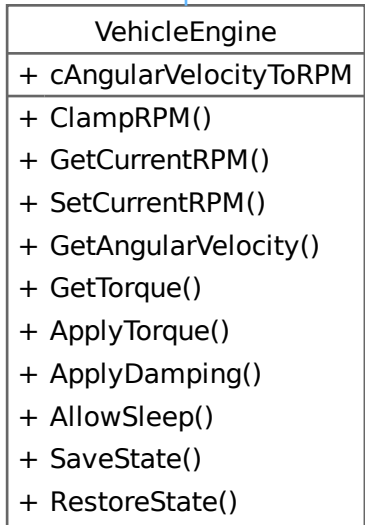 VehicleEngine
+ cAngularVelocityToRPM
+ ClampRPM()
+ GetCurrentRPM()
+ SetCurrentRPM()
+ GetAngularVelocity()
+ GetTorque()
+ ApplyTorque()
+ ApplyDamping()
+ AllowSleep()
+ SaveState()
+ RestoreState()